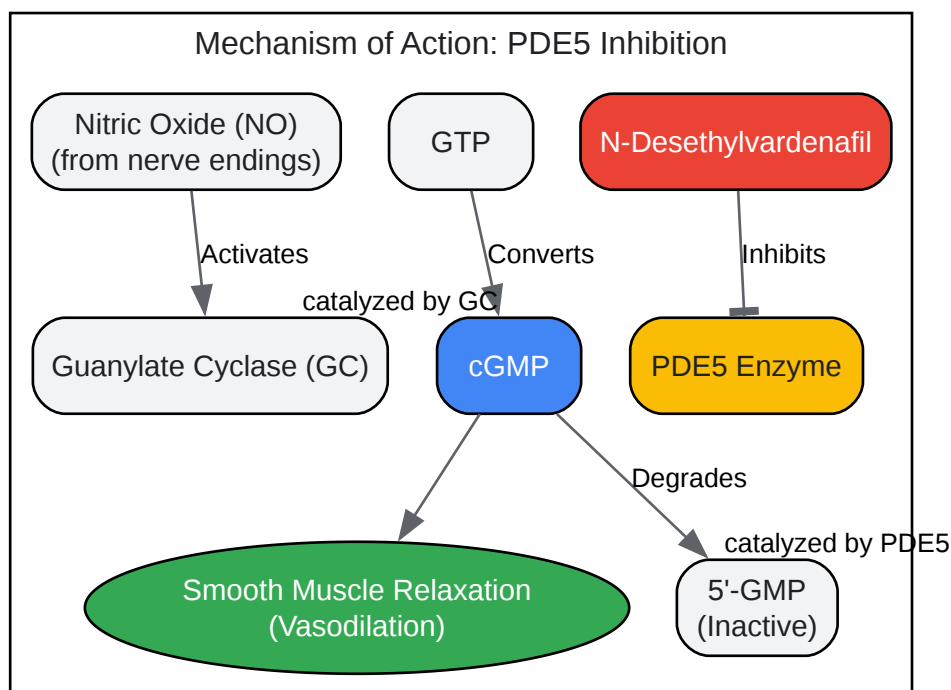 Mechanism of Action: PDE5 Inhibition
Nitric Oxide (NO)
(from nerve endings)
GTP
N-Desethylvardenafil
Activates
Converts
Inhibits
catalyzed by GC
Guanylate Cyclase (GC)
cGMP
PDE5 Enzyme
Degrades
catalyzed by PDE5
Smooth Muscle Relaxation
(Vasodilation)
5'-GMP
(Inactive)